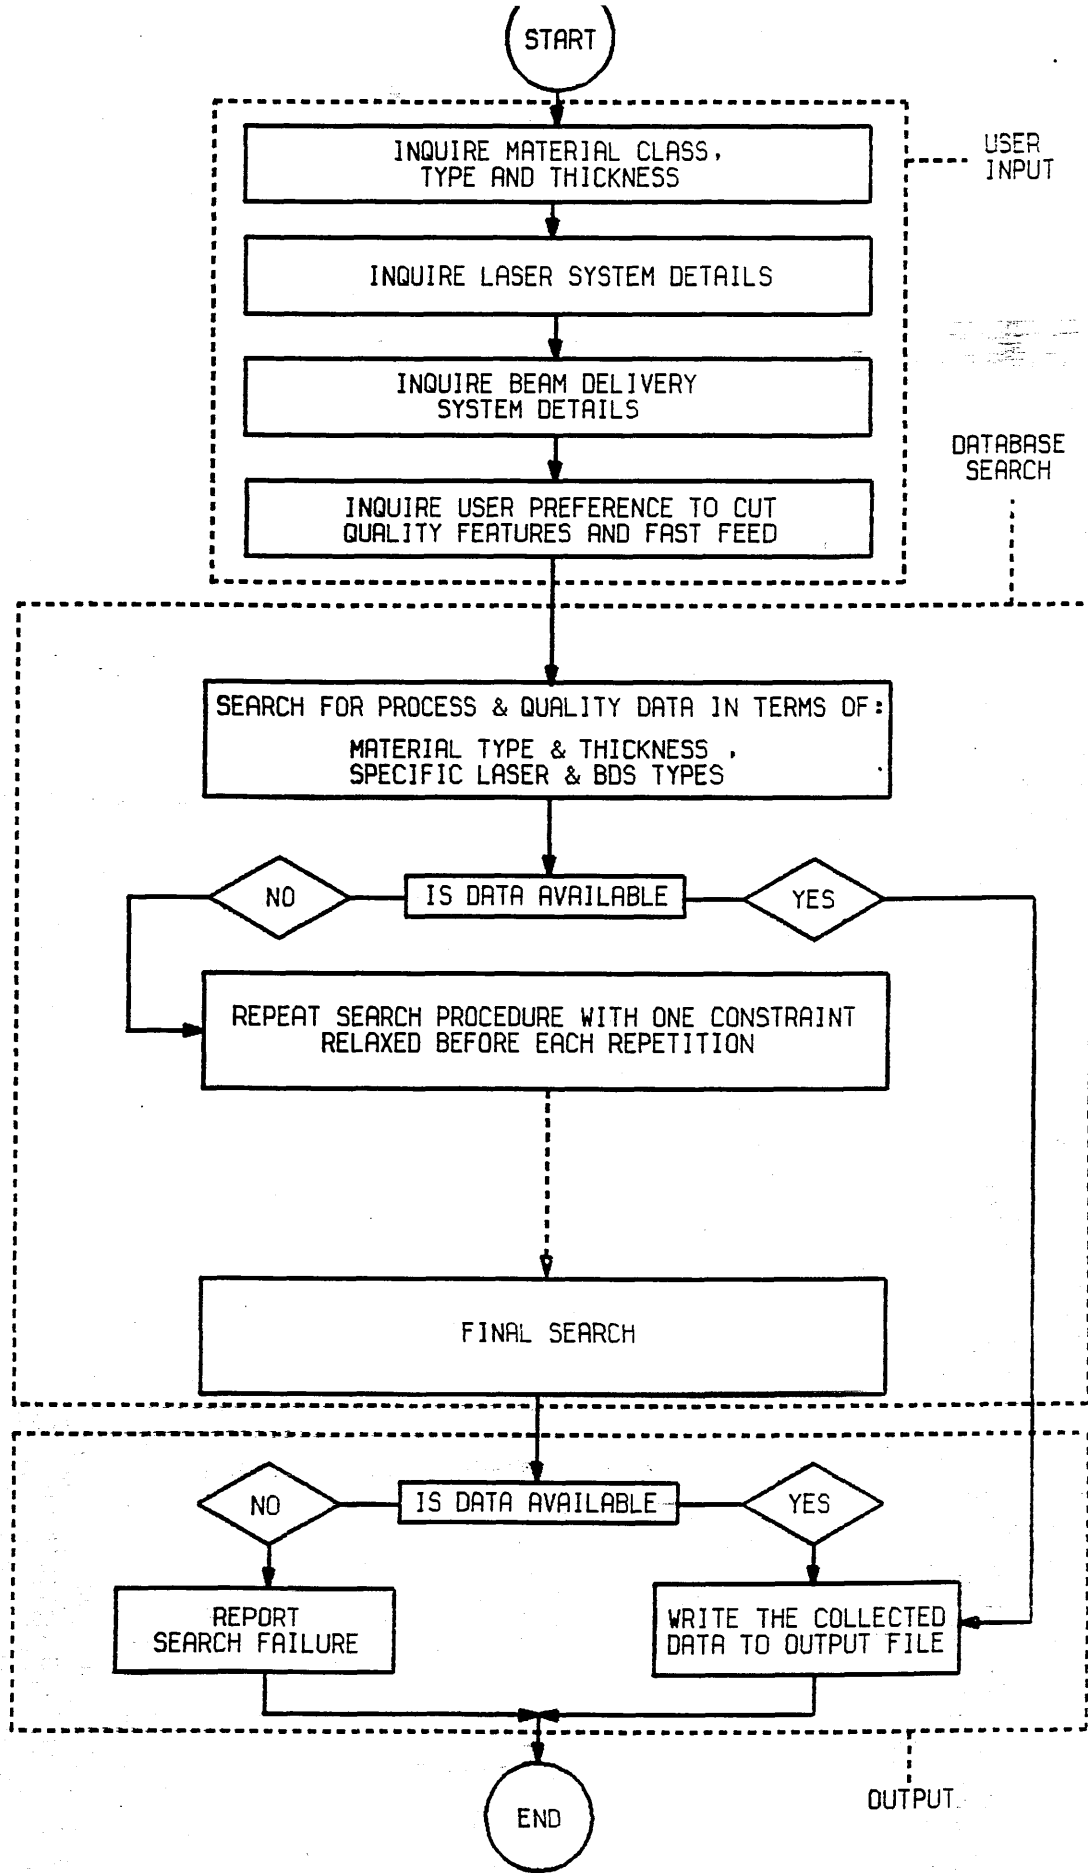 START
INQUIRE MATERIAL CLASS,
TYPE AND THICKNESS
USER
INPUT
INQUIRE LASER SYSTEM DETAILS
INQUIRE BEAM DELIVERY
SYSTEM DETAILS
DATABASE
SEARCH
INQUIRE USER PREFERENCE TO CUT
QUALITY FEATURES AND FAST FEED
SEARCH FOR PROCESS & QUALITY DATA IN TERMS OF:
MATERIAL TYPE & THICKNESS ,
SPECIFIC LASER & BDS TYPES
NO
IS DATA AVAILABLE
YES
REPEAT SEARCH PROCEDURE WITH ONE CONSTRAINT
RELAXED BEFORE EACH REPETITION
FINAL SEARCH
NO
IS DATA AVAILABLE
YES
REPORT
SEARCH FAILURE
WRITE THE COLLECTED
DATA TO OUTPUT FILE
END
OUTPUT